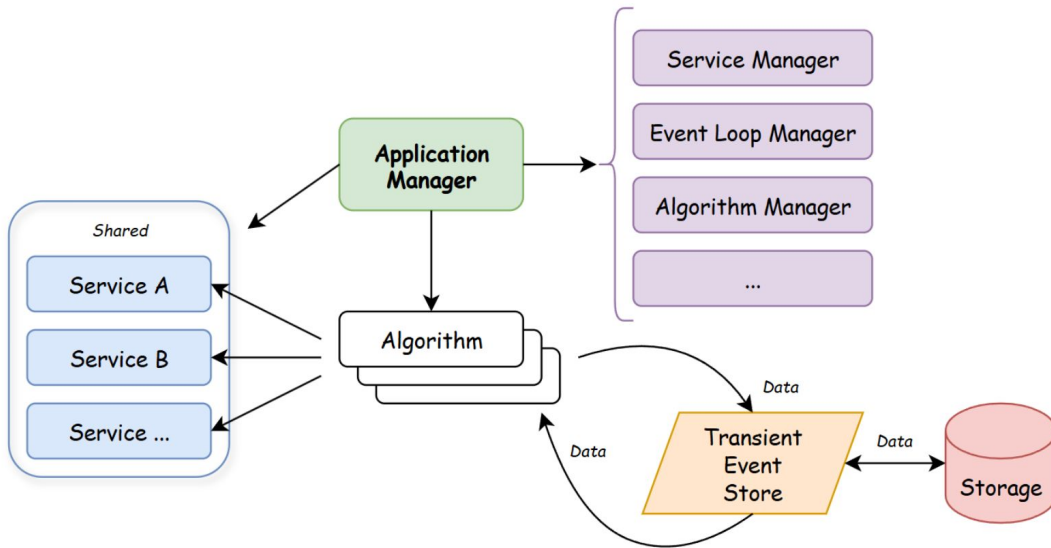 Service Manager
Event Loop Manager
Algorithm Manager
...
Application
Manager
Shared
Service A
Service B
Service ...
Algorithm
Data
Data
Data
Transient
Event
Store
Storage